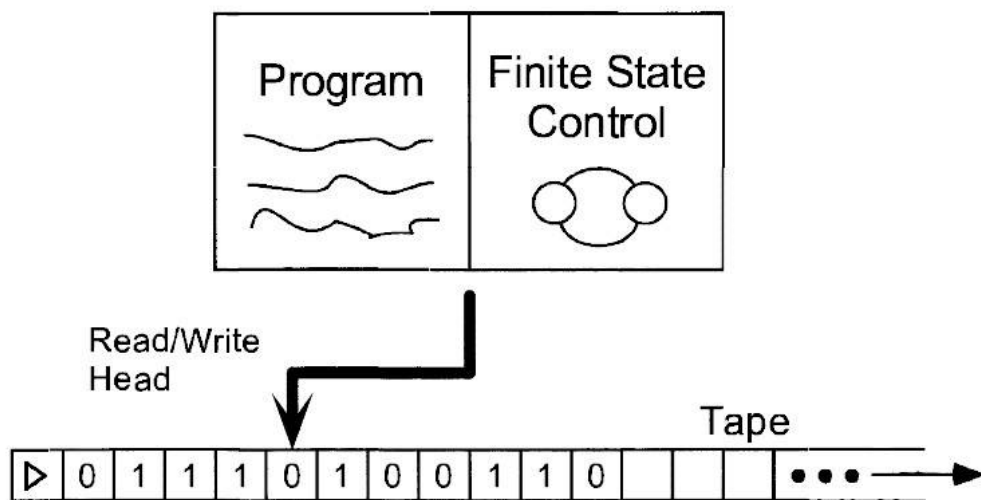 Program
Finite State
Control
Read/Write
Head
Tape
▷ 0 1 1 1 0 1 0 0 1 1 0 •••